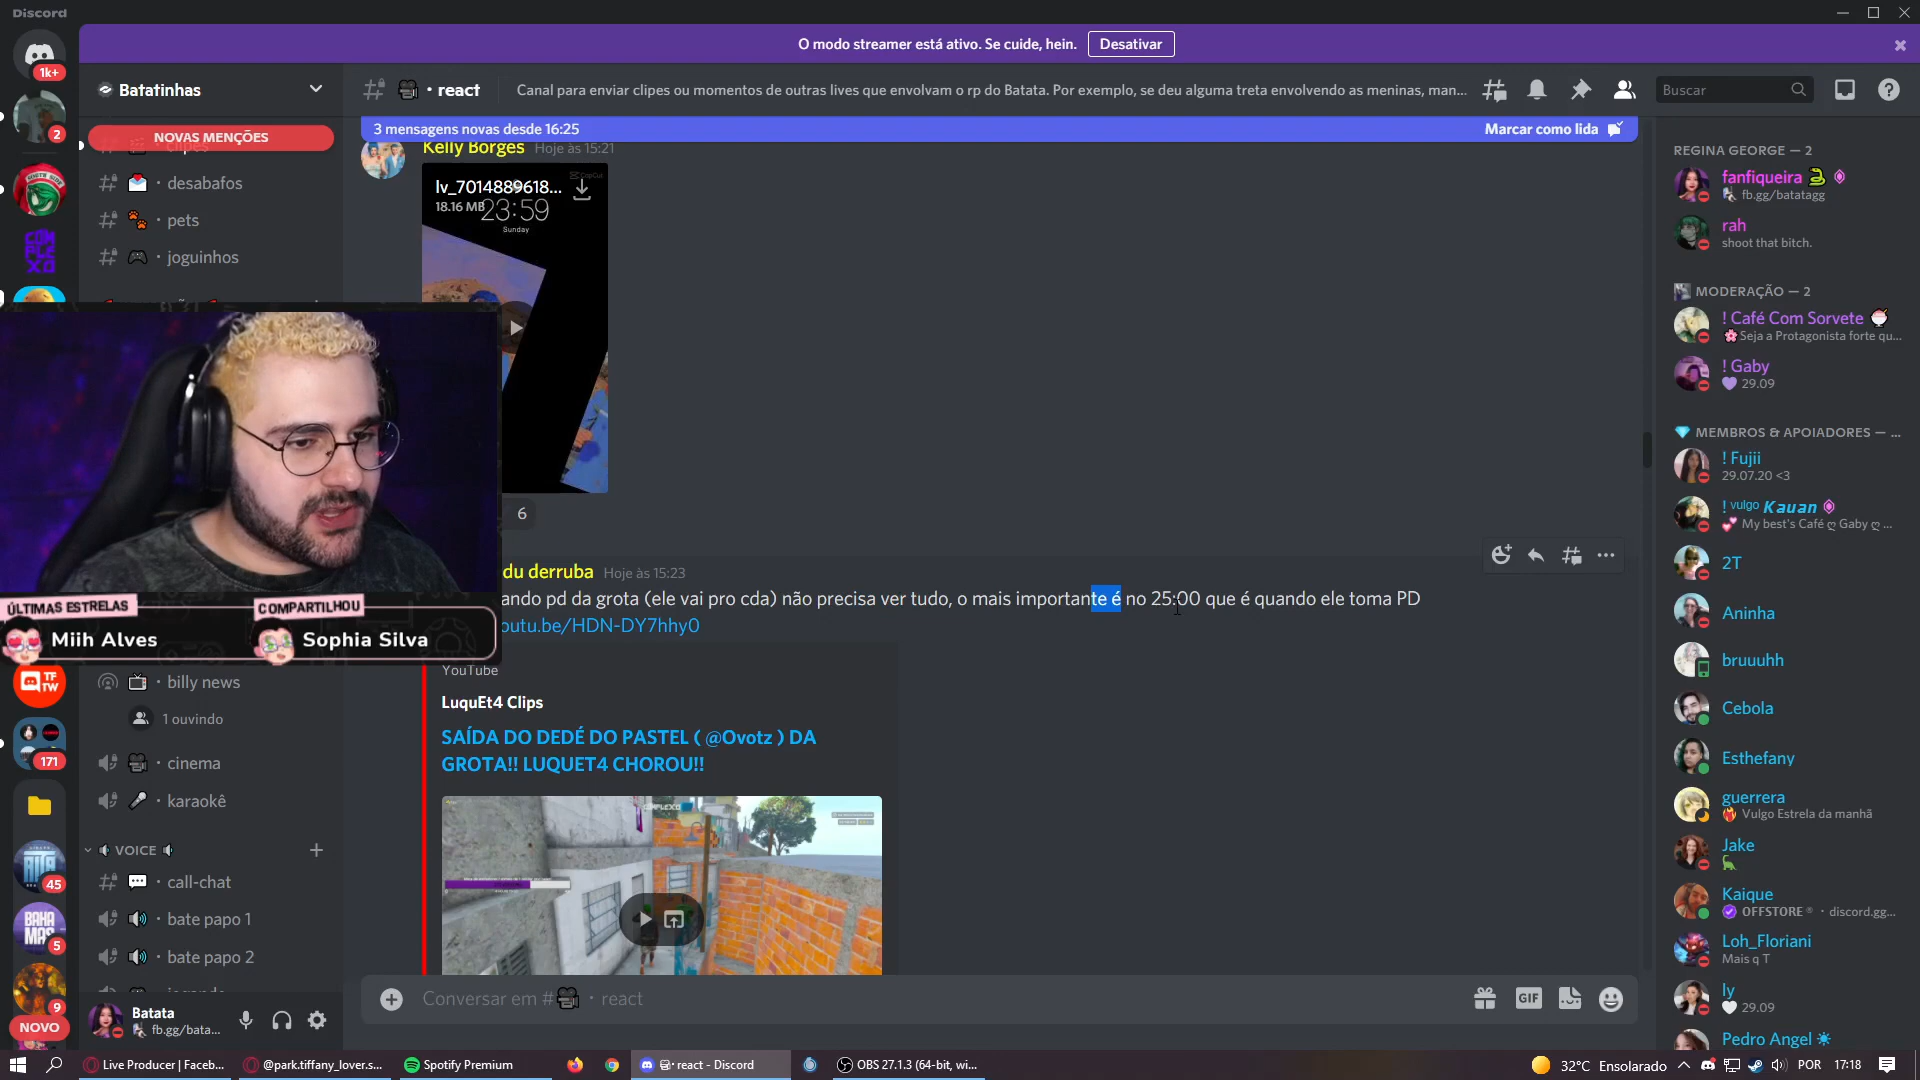 Discord
O modo streamer está ativo. Se cuide, hein.
Desativar
1k+
2
COM
PLE
XO
171
45
BAHA
MAS
5
9
NOVO
Batatinhas
NOVAS MENÇÕES
clipes
desabafos
pets
joguinhos
billy news
1 ouvindo
cinema
karaokê
VOICE
call-chat
bate papo 1
bate papo 2
Batata
fb.gg/bata...
react
Canal para enviar clipes ou momentos de outras lives que envolvam o rp do Batata. Por exemplo, se deu alguma treta envolvendo as meninas, man...
Buscar
3 mensagens novas desde 16:25
Marcar como lida
Kelly Borges Hoje às 15:21
lv_7014889618...
18.16 MB
23:59
Sunday
6
du derruba Hoje às 15:23
ando pd da grota (ele vai pro cda) não precisa ver tudo, o mais importante é no 25:00 que é quando ele toma PD
outu.be/HDN-DY7hhy0
YouTube
LuquEt4 Clips
SAÍDA DO DEDÉ DO PASTEL ( @Ovotz ) DA
GROTA!! LUQUET4 CHOROU!!
COMPLEXO
Conversar em # react
GIF
ÚLTIMAS ESTRELAS
COMPARTILHOU
Miih Alves
Sophia Silva
REGINA GEORGE — 2
fanfiqueira
fb.gg/batatagg
rah
shoot that bitch.
MODERAÇÃO — 2
! Café Com Sorvete
Seja a Protagonista forte qu...
! Gaby
29.09
MEMBROS & APOIADORES — ...
! Fujii
29.07.20 <3
! vulgo Kauan
My best's Café ღ Gaby ღ ...
2T
Aninha
bruuuhh
Cebola
Esthefany
guerrera
Vulgo Estrela da manhã
Jake
Kaique
OFFSTORE ® · discord.gg...
Loh_Floriani
Mais q T
ly
29.09
Pedro Angel
Live Producer | Faceb...
@park.tiffany_lover.s...
Spotify Premium
react - Discord
OBS 27.1.3 (64-bit, wi...
32°C Ensolarado
POR
17:18